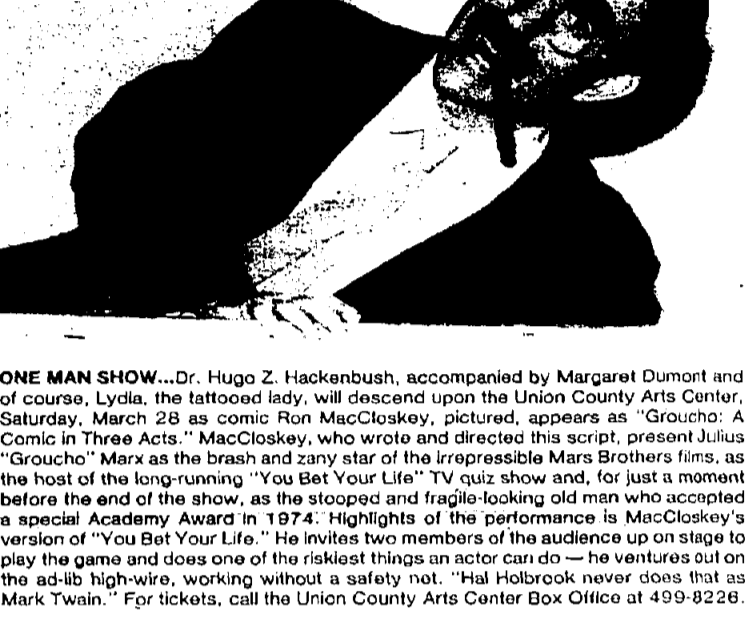 ONE MAN SHOW...Dr. Hugo Z. Hackenbush, accompanied by Margaret Dumont and
of course, Lydia, the tattooed lady, will descend upon the Union County Arts Center,
Saturday, March 28 as comic Ron MacCloskey, pictured, appears as "Groucho: A
Comic in Three Acts." MacCloskey, who wrote and directed this script, present Julius
"Groucho" Marx as the brash and zany star of the irrepressible Mars Brothers films, as
the host of the long-running "You Bet Your Life" TV quiz show and, for just a moment
before the end of the show, as the stooped and fragile-looking old man who accepted
a special Academy Award in 1974. Highlights of the performance is MacCloskey's
version of "You Bet Your Life." He invites two members of the audience up on stage to
play the game and does one of the riskiest things an actor can do — he ventures out on
the ad-lib high-wire, working without a safety net. "Hal Holbrook never does that as
Mark Twain." For tickets, call the Union County Arts Center Box Office at 499-8226.